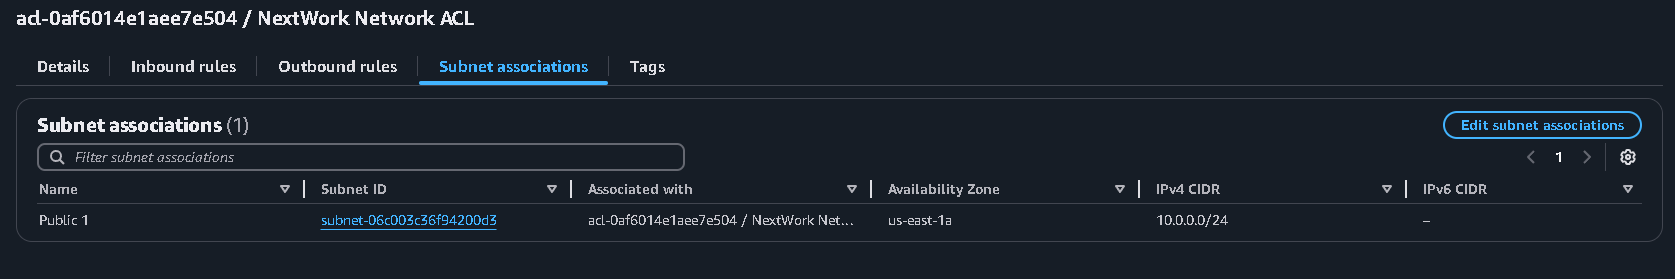 acl-0af6014e1aee7e504 / NextWork Network ACL
Details Inbound rules Outbound rules Subnet associations Tags
Subnet associations (1) Edit subnet associations
Filter subnet associations 1
Name Subnet ID Associated with Availability Zone IPv4 CIDR IPv6 CIDR
Public 1 subnet-06c003c36f94200d3 acl-0af6014e1aee7e504 / NextWork Net... us-east-1a 10.0.0.0/24 –